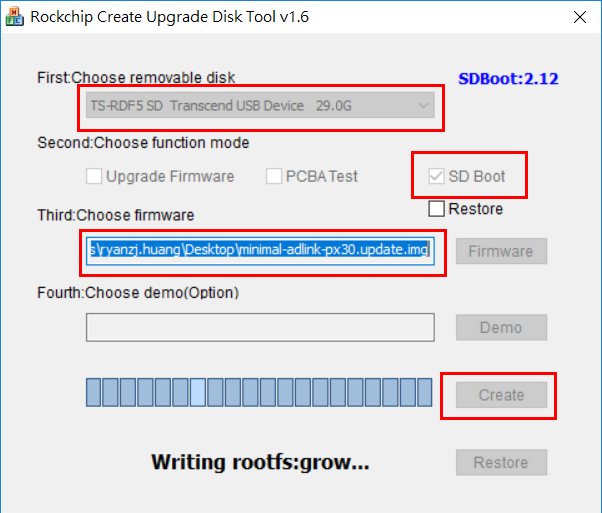 Rockchip Create Upgrade Disk Tool v1.6
First:Choose removable disk
SDBoot:2.12
TS-RDF5 SD Transcend USB Device 29.0G
Second:Choose function mode
Upgrade Firmware PCBA Test SD Boot
Restore
Third:Choose firmware
s\ryanzj.huang\Desktop\minimal-adlink-px30.update.img
Firmware
Fourth:Choose demo(Option)
Demo
Create
Writing rootfs:grow...
Restore